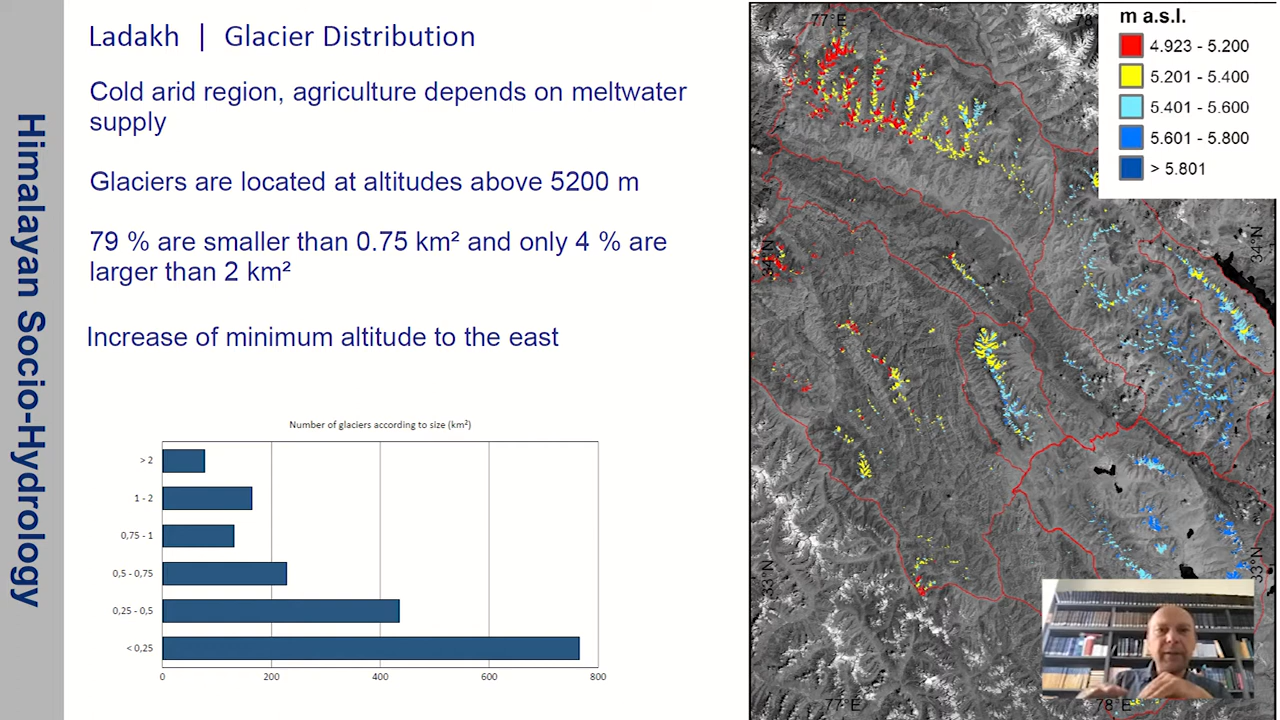 Himalayan Socio-Hydrology
Ladakh | Glacier Distribution
Cold arid region, agriculture depends on meltwater
supply
Glaciers are located at altitudes above 5200 m
79 % are smaller than 0.75 km² and only 4 % are
larger than 2 km²
Increase of minimum altitude to the east
Number of glaciers according to size (km²)
> 2
1 - 2
0,75 - 1
0,5 - 0,75
0,25 - 0,5
< 0,25
0 200 400 600 800
77°E
78°
m a.s.l.
4.923 - 5.200
5.201 - 5.400
5.401 - 5.600
5.601 - 5.800
> 5.801
34°N
34°N
33°N
33°N
77°E
78°E